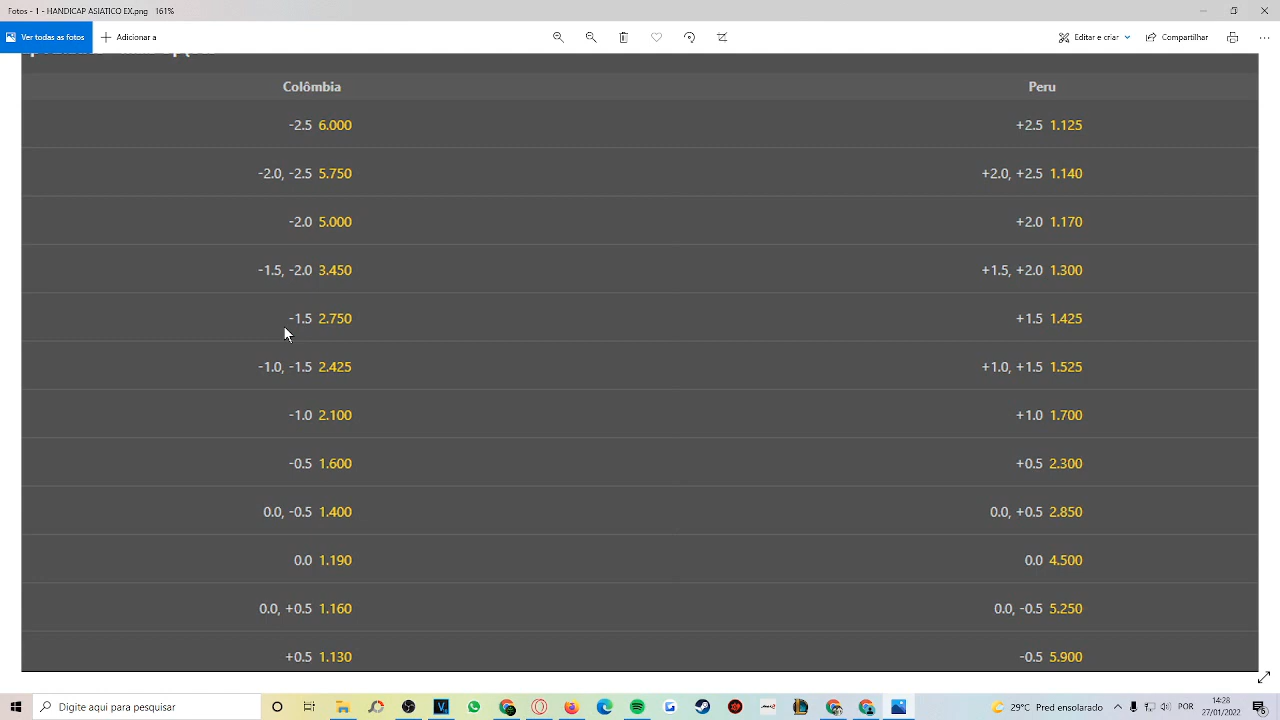 Fotos - 1 - HANDICAP ASIATICO EX.png - 161%
Ver todas as fotos
Adicionar a
Editar e criar
Compartilhar
Colômbia Peru
-2.5 6.000 +2.5 1.125
-2.0, -2.5 5.750 +2.0, +2.5 1.140
-2.0 5.000 +2.0 1.170
-1.5, -2.0 3.450 +1.5, +2.0 1.300
-1.5 2.750 +1.5 1.425
-1.0, -1.5 2.425 +1.0, +1.5 1.525
-1.0 2.100 +1.0 1.700
-0.5 1.600 +0.5 2.300
0.0, -0.5 1.400 0.0, +0.5 2.850
0.0 1.190 0.0 4.500
0.0, +0.5 1.160 0.0, -0.5 5.250
+0.5 1.130 -0.5 5.900
Digite aqui para pesquisar
29°C Pred ensolarado
POR
14:28
27/01/2022